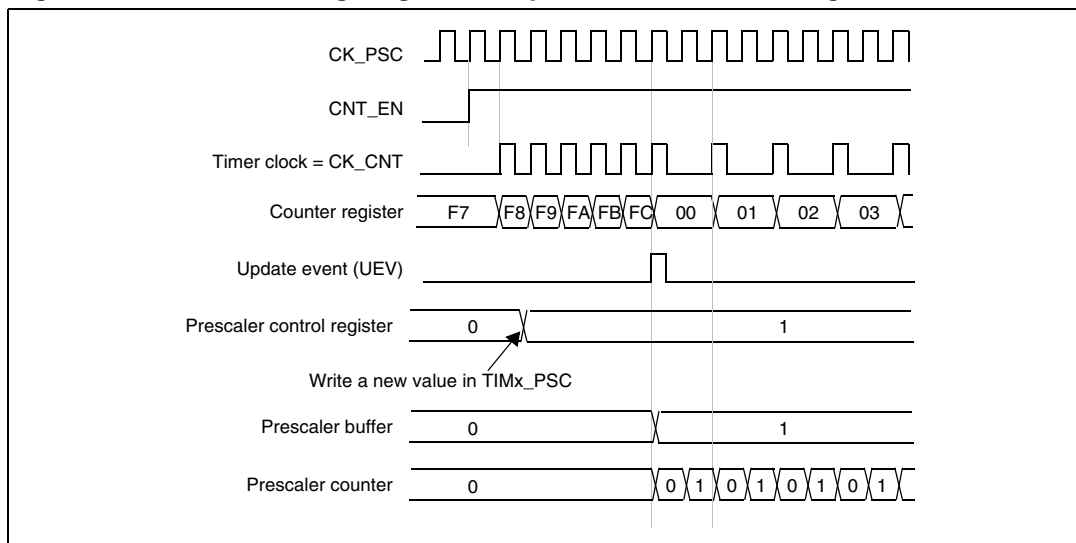 CK_PSC
CNT_EN
Timer clock = CK_CNT
Counter register F7 F8 F9 FA FB FC 00 01 02 03
Update event (UEV)
Prescaler control register 0 1
Write a new value in TIMx_PSC
Prescaler buffer 0 1
Prescaler counter 0 0 1 0 1 0 1 0 1